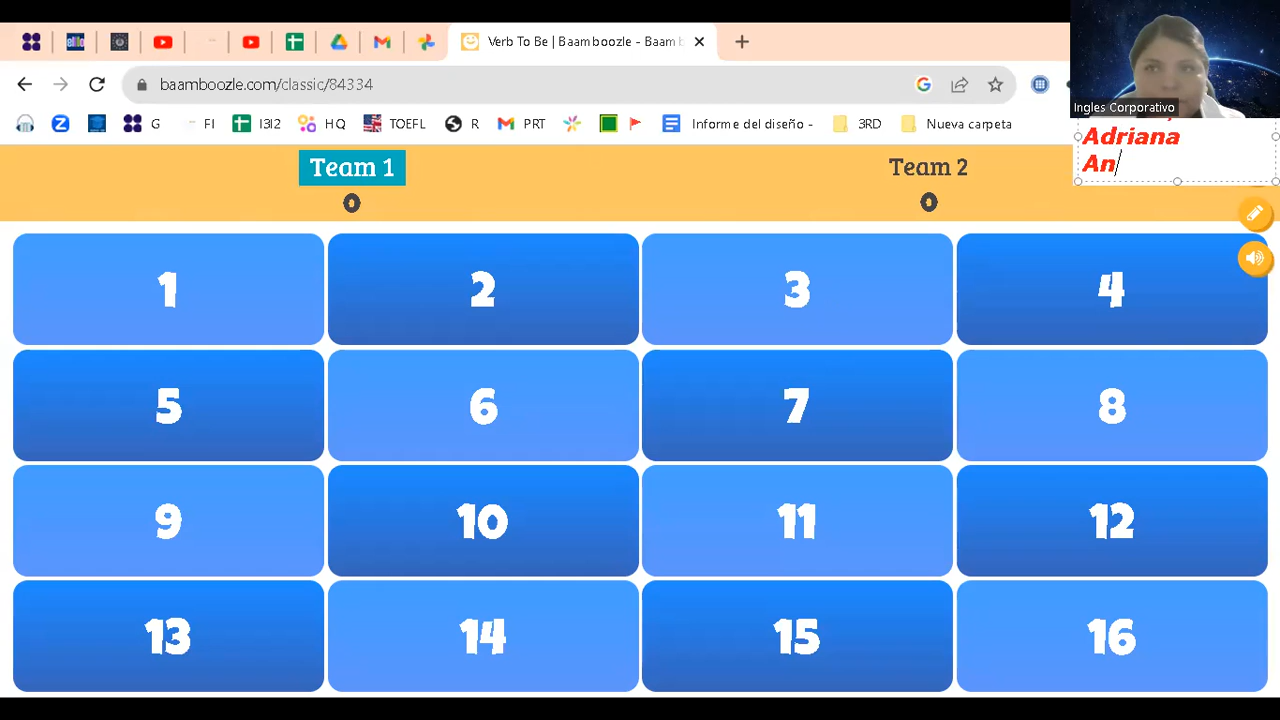 Verb To Be | Baamboozle - Baamb
baamboozle.com/classic/84334
G FI I3I2 HQ TOEFL R PRT Informe del diseño - 3RD Nueva carpeta
Ingles Corporativo
Adriana
An
Team 1 Team 2
0 0
1 2 3 4
5 6 7 8
9 10 11 12
13 14 15 16